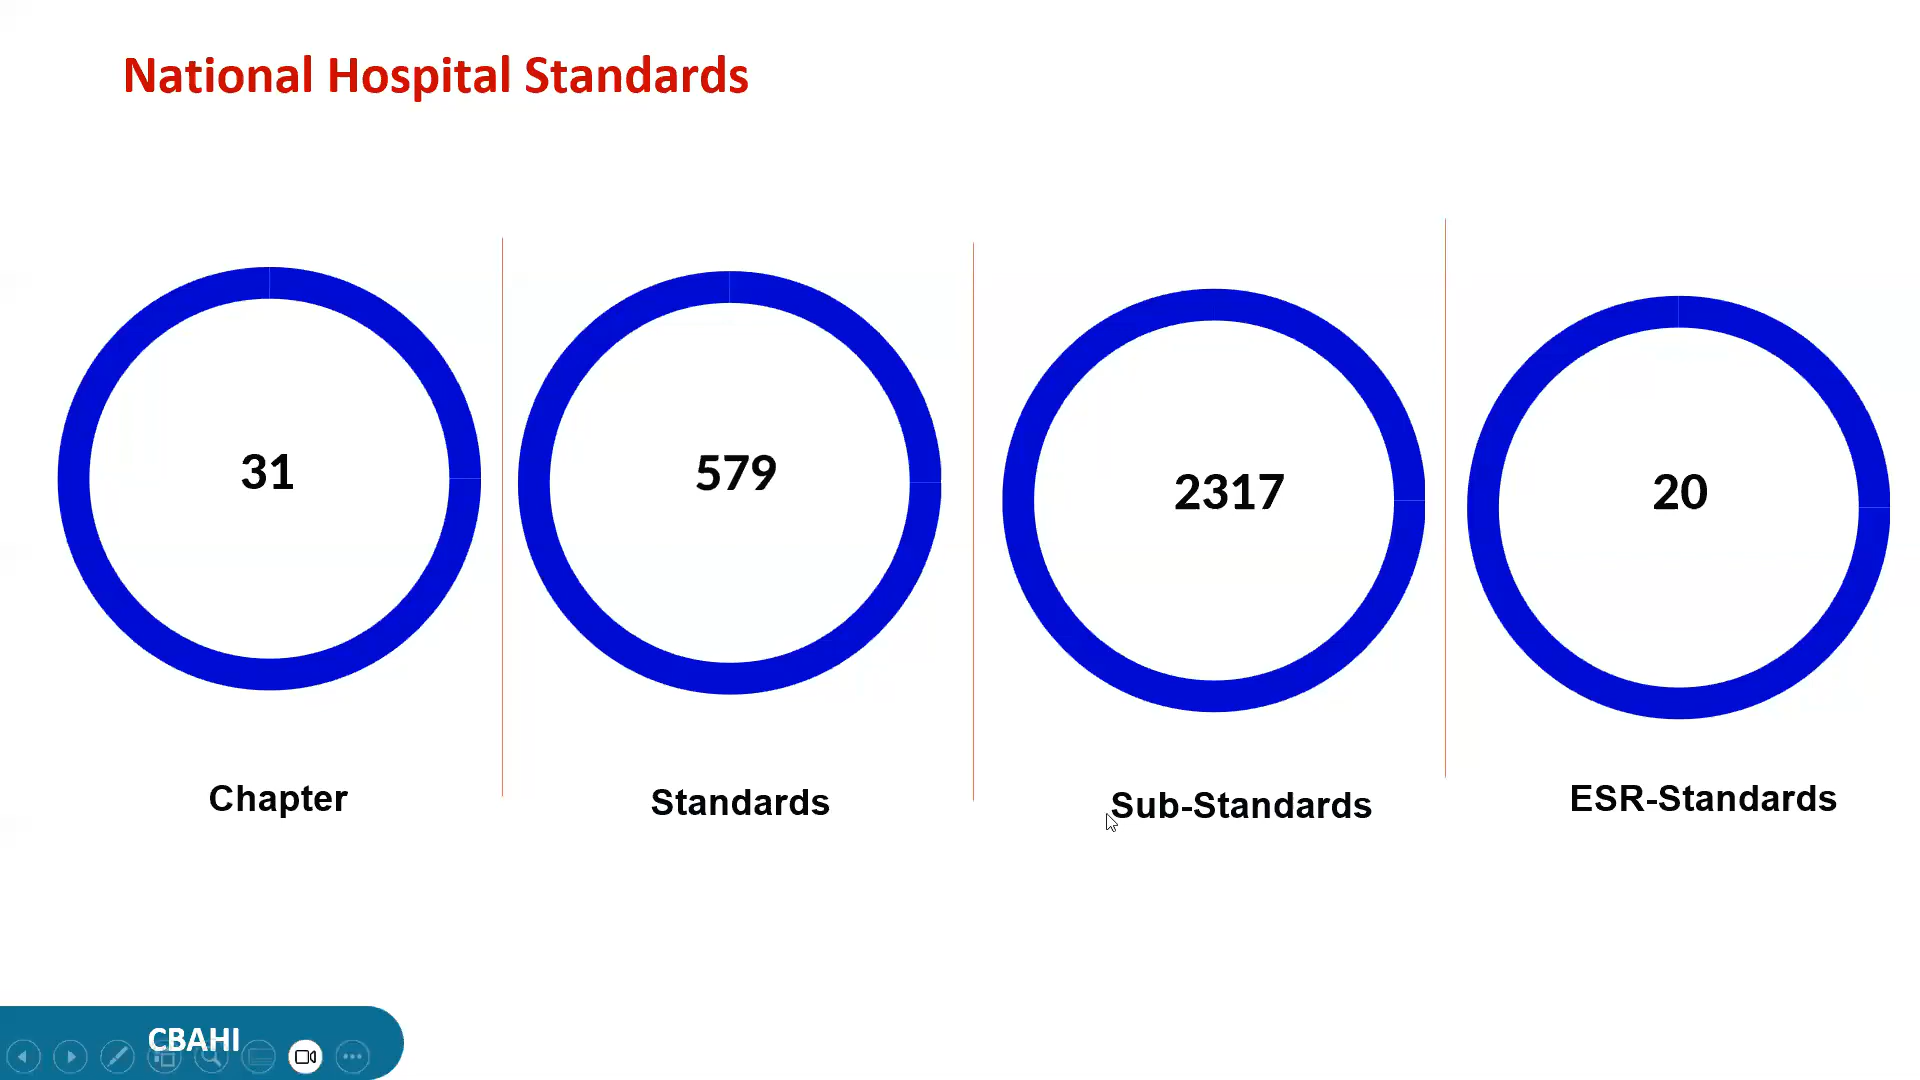 National Hospital Standards
31
579
2317
20
Chapter
Standards
Sub-Standards
ESR-Standards
CBAHI